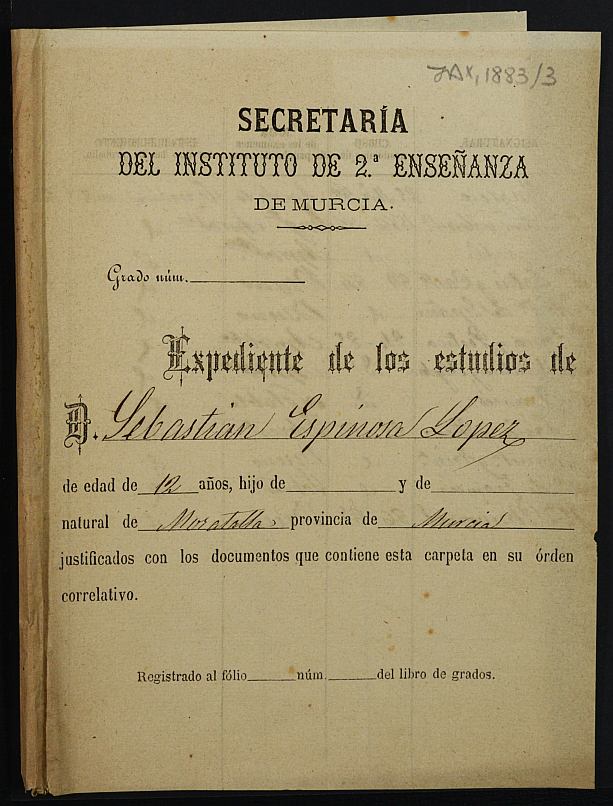 JAx, 1883/3
SECRETARÍA
DEL INSTITUTO DE 2.ª ENSEÑANZA
DE MURCIA.
Grado núm.
Expediente de los estudios de
D. Sebastian Espinosa Lopez
de edad de 12 años, hijo de y de
natural de Moratalla, provincia de Murcia
justificados con los documentos que contiene esta carpeta en su órden
correlativo.
Registrado al fólio núm. del libro de grados.